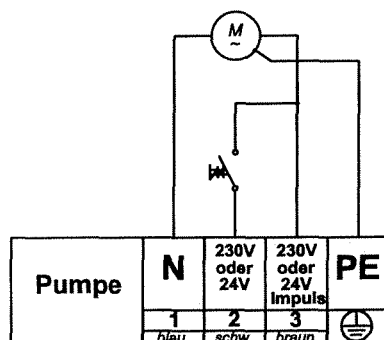 M
~
Pumpe
N
230V
oder
24V
230V
oder
24V
Impuls
PE
1
2
3
blau
schw.
braun